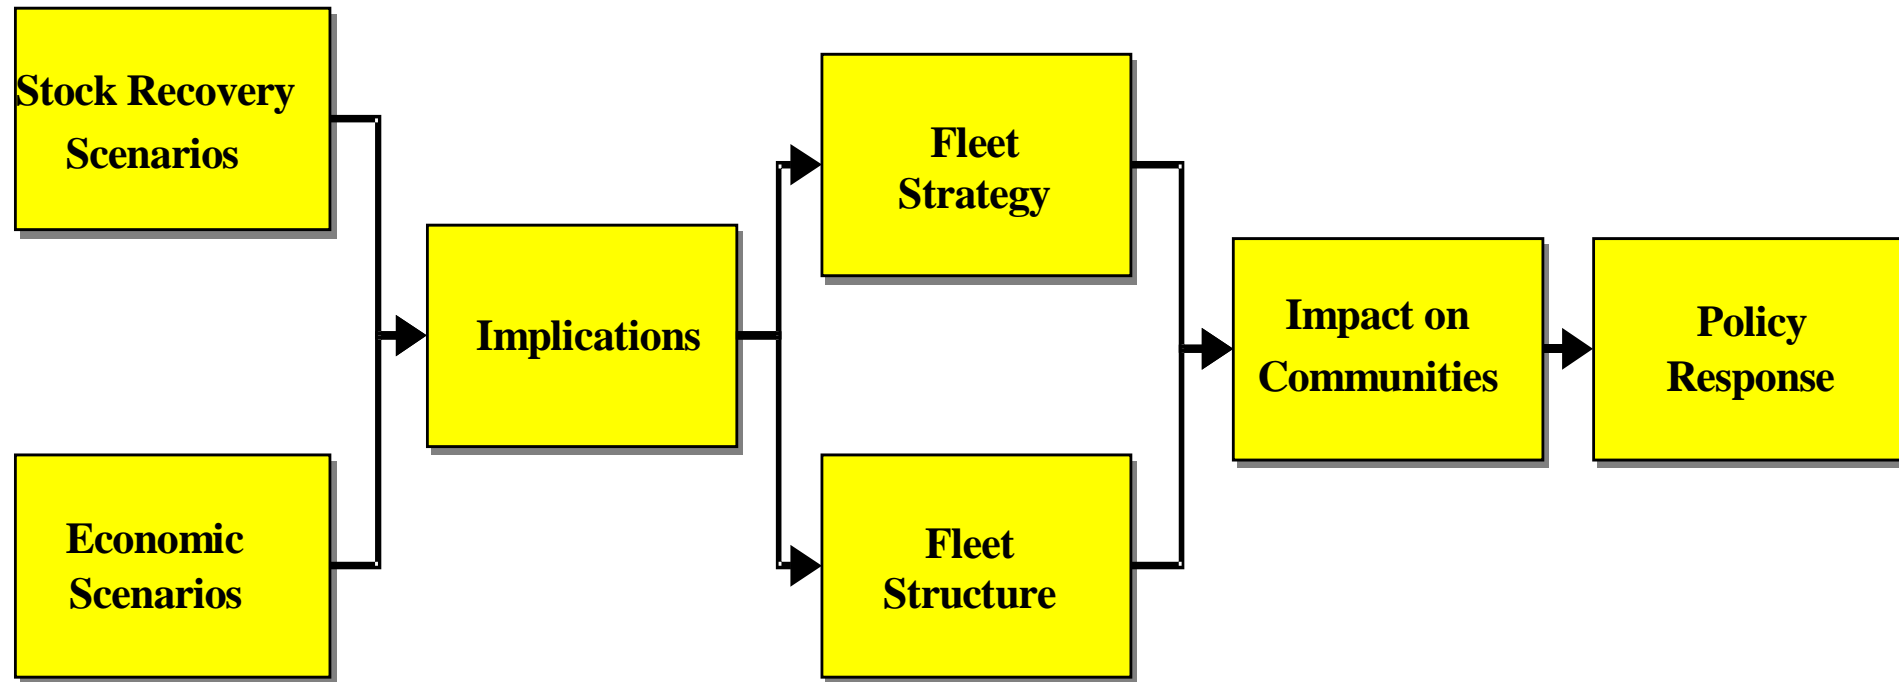 Stock Recovery
Scenarios
Economic
Scenarios
Implications
Fleet
Strategy
Fleet
Structure
Impact on
Communities
Policy
Response